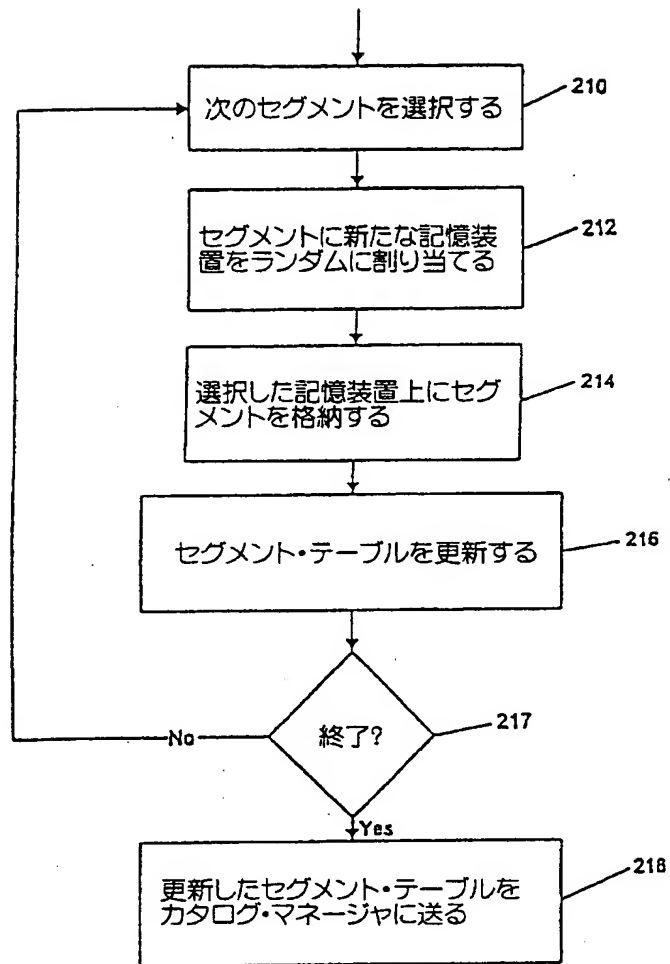 次のセグメントを選択する
210
セグメントに新たな記憶装
置をランダムに割り当てる
212
選択した記憶装置上にセグ
メントを格納する
214
セグメント・テーブルを更新する
216
終了?
217
No
Yes
更新したセグメント・テーブルを
カタログ・マネージャに送る
218